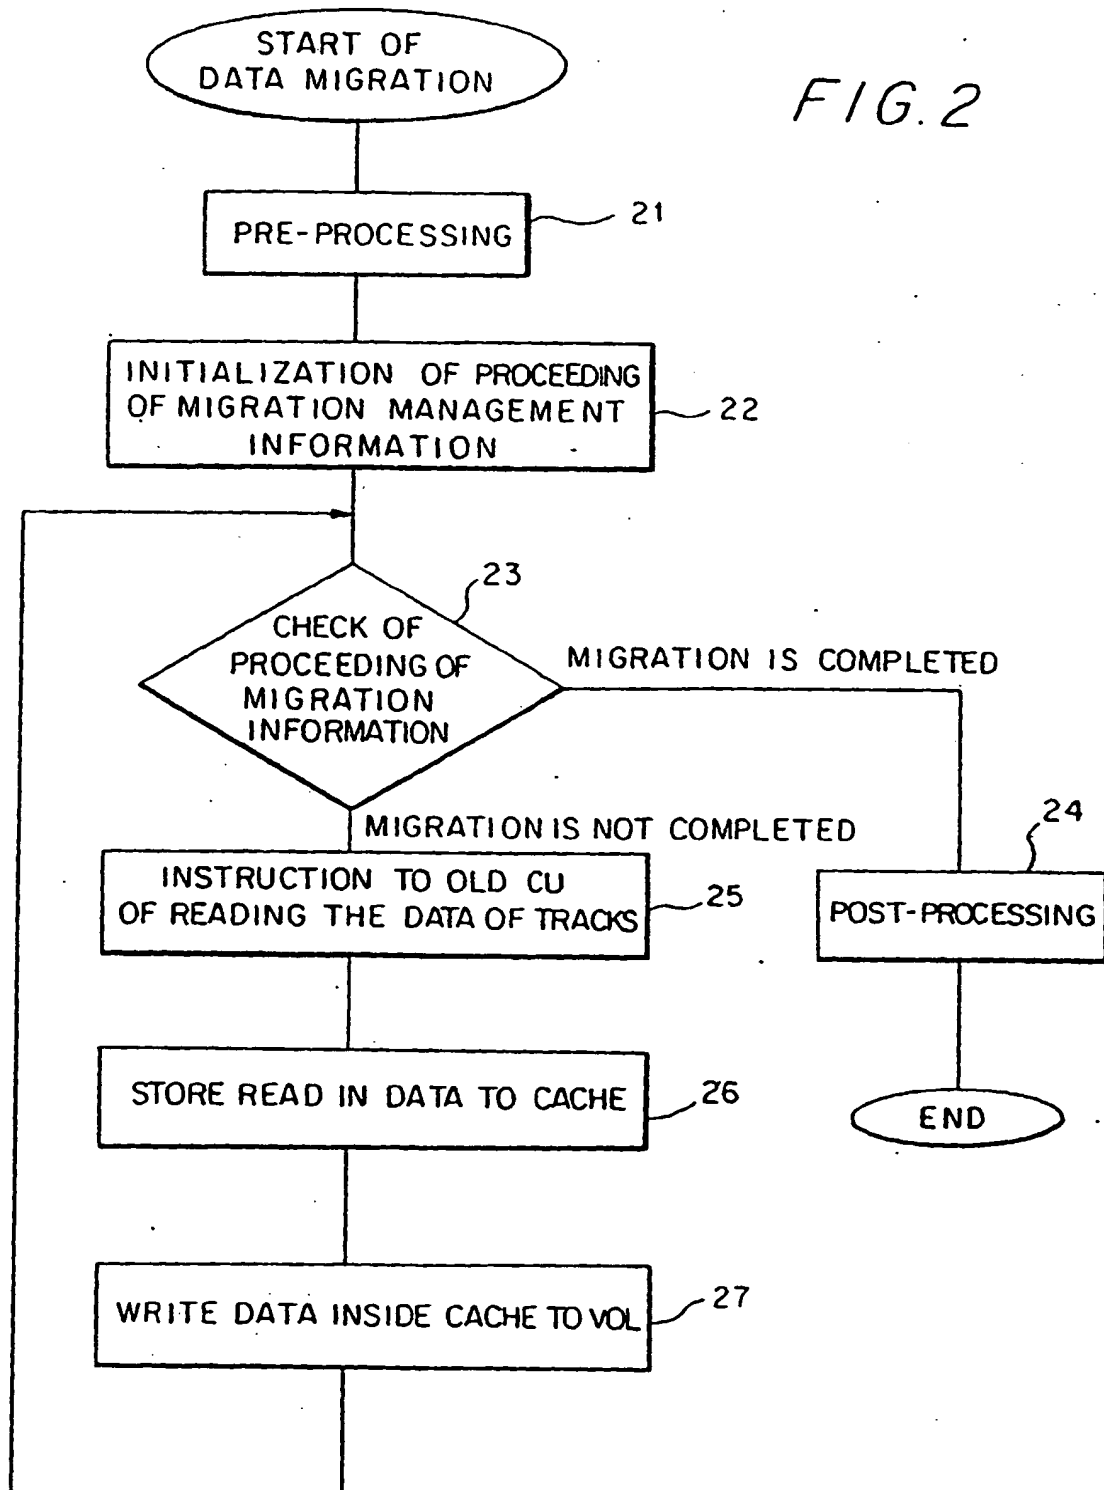 START OF
DATA MIGRATION
FIG. 2
PRE-PROCESSING
21
INITIALIZATION OF PROCEEDING
OF MIGRATION MANAGEMENT
INFORMATION
22
23
CHECK OF
PROCEEDING OF
MIGRATION
INFORMATION
MIGRATION IS COMPLETED
MIGRATION IS NOT COMPLETED
24
POST-PROCESSING
INSTRUCTION TO OLD CU
OF READING THE DATA OF TRACKS
25
STORE READ IN DATA TO CACHE
26
END
WRITE DATA INSIDE CACHE TO VOL
27